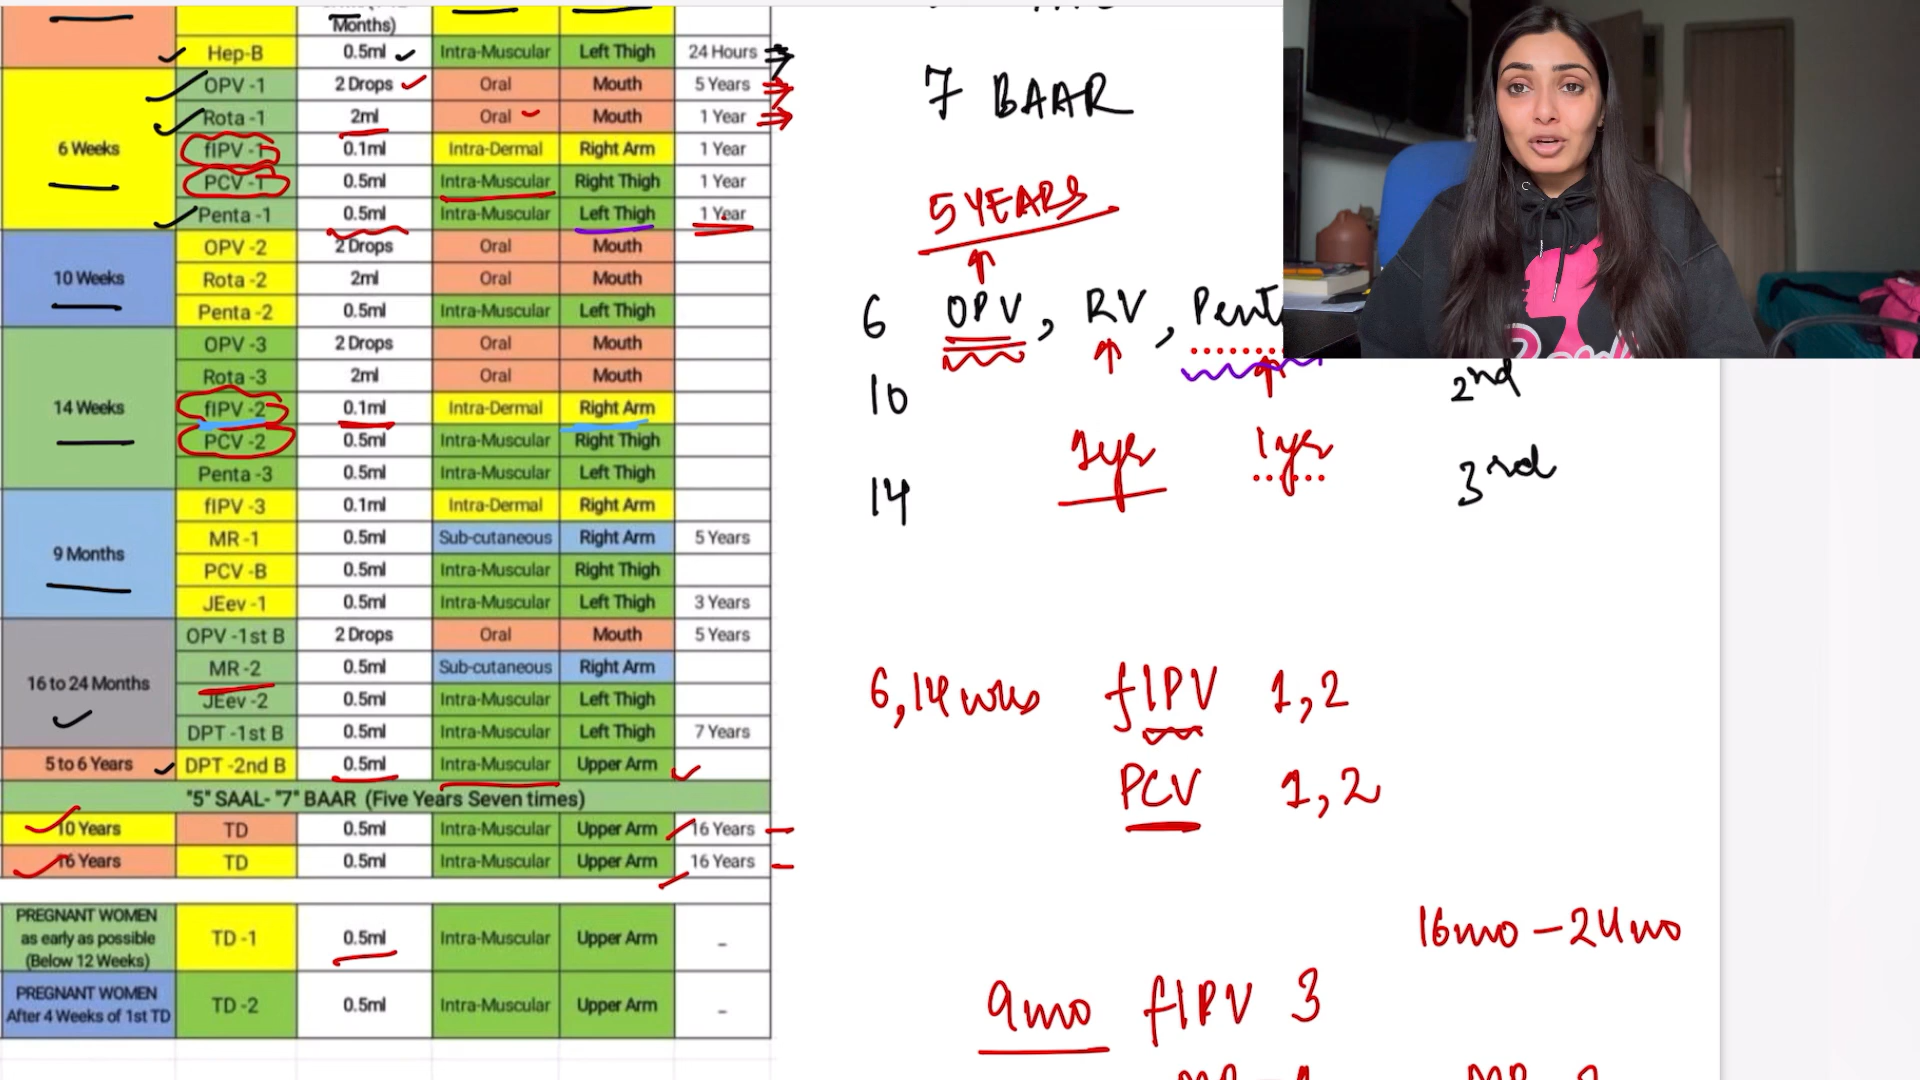 Months)
Hep-B 0.5ml Intra-Muscular Left Thigh 24 Hours
6 Weeks
OPV -1 2 Drops Oral Mouth 5 Years
Rota -1 2ml Oral Mouth 1 Year
fIPV -1 0.1ml Intra-Dermal Right Arm 1 Year
PCV -1 0.5ml Intra-Muscular Right Thigh 1 Year
Penta -1 0.5ml Intra-Muscular Left Thigh 1 Year
10 Weeks
OPV -2 2 Drops Oral Mouth
Rota -2 2ml Oral Mouth
Penta -2 0.5ml Intra-Muscular Left Thigh
14 Weeks
OPV -3 2 Drops Oral Mouth
Rota -3 2ml Oral Mouth
fIPV -2 0.1ml Intra-Dermal Right Arm
PCV -2 0.5ml Intra-Muscular Right Thigh
Penta -3 0.5ml Intra-Muscular Left Thigh
9 Months
fIPV -3 0.1ml Intra-Dermal Right Arm
MR -1 0.5ml Sub-cutaneous Right Arm 5 Years
PCV -B 0.5ml Intra-Muscular Right Thigh
JEev -1 0.5ml Intra-Muscular Left Thigh 3 Years
16 to 24 Months
OPV -1st B 2 Drops Oral Mouth 5 Years
MR -2 0.5ml Sub-cutaneous Right Arm
JEev -2 0.5ml Intra-Muscular Left Thigh
DPT -1st B 0.5ml Intra-Muscular Left Thigh 7 Years
5 to 6 Years DPT -2nd B 0.5ml Intra-Muscular Upper Arm
"5" SAAL- "7" BAAR (Five Years Seven times)
10 Years TD 0.5ml Intra-Muscular Upper Arm 16 Years
16 Years TD 0.5ml Intra-Muscular Upper Arm 16 Years
PREGNANT WOMEN
as early as possible
(Below 12 Weeks)
TD -1 0.5ml Intra-Muscular Upper Arm -
PREGNANT WOMEN
After 4 Weeks of 1st TD
TD -2 0.5ml Intra-Muscular Upper Arm -
7 BAAR
5 YEARS
6 OPV, RV, Pent
10 2nd
1yr 1yr
14 3rd
6,14 wks fIPV 1,2
PCV 1,2
16mo - 24mo
9mo fIPV 3